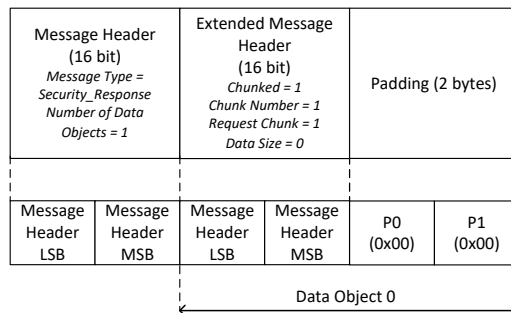 Message Header
(16 bit)
Message Type =
Security_Response
Number of Data
Objects = 1
Extended Message
Header
(16 bit)
Chunked = 1
Chunk Number = 1
Request Chunk = 1
Data Size = 0
Padding (2 bytes)
Message
Header
LSB
Message
Header
MSB
Message
Header
LSB
Message
Header
MSB
P0
(0x00)
P1
(0x00)
Data Object 0